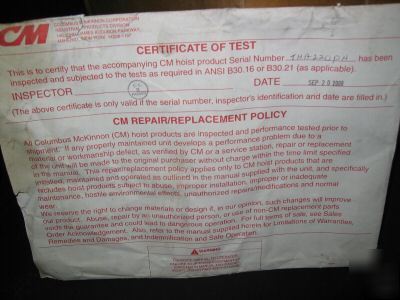 CM
COLUMBUS McKINNON CORPORATION
INDUSTRIAL PRODUCTS DIVISION
AMHERST, NEW YORK
CERTIFICATE OF TEST
This is to certify that the accompanying CM hoist product Serial Number has been
inspected and subjected to the tests as required in ANSI B30.16 or B30.21 (as applicable).
INSPECTOR DATE SEP 29
(The above certificate is only valid if the serial number, inspector's identification and date are filled in.)
CM REPAIR/REPLACEMENT POLICY
All Columbus McKinnon (CM) hoist products are inspected and performance tested prior to
shipment. If any properly maintained unit develops a performance problem due to a
material or workmanship defect, as verified by CM or a service station, repair or replacement
of the unit will be made to the original purchaser without charge within the time limit specified
in the manual. This repair/replacement policy applies only to CM hoists that are
installed, maintained and operated as outlined in the manual supplied with the unit, and specifically
excludes hoist products subject to abuse, improper installation, improper or inadequate
maintenance, hostile environmental effects, unauthorized repairs/modifications and normal
wear.
We reserve the right to change materials or design if, in our opinion, such changes will improve
our product. Abuse, repair by an unauthorized person, or use of non-CM replacement parts
voids the guarantee and could lead to dangerous operation. For full terms of sale, see Sales
Order Acknowledgement. Also, refer to the manual supplied herein for Limitations of Warranties,
Remedies and Damages, and Indemnification and Safe Operation.
WARNING